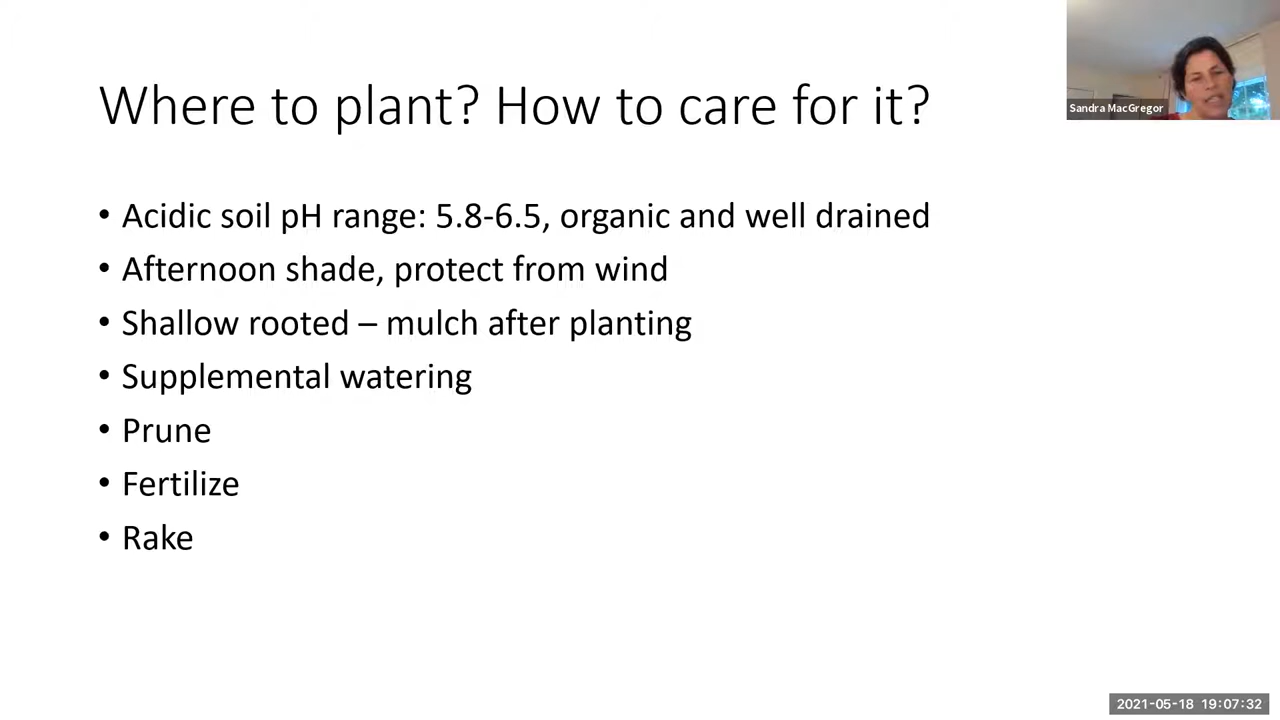 Where to plant? How to care for it?
Sandra MacGregor
• Acidic soil pH range: 5.8-6.5, organic and well drained
• Afternoon shade, protect from wind
• Shallow rooted – mulch after planting
• Supplemental watering
• Prune
• Fertilize
• Rake
2021-05-18 19:07:32